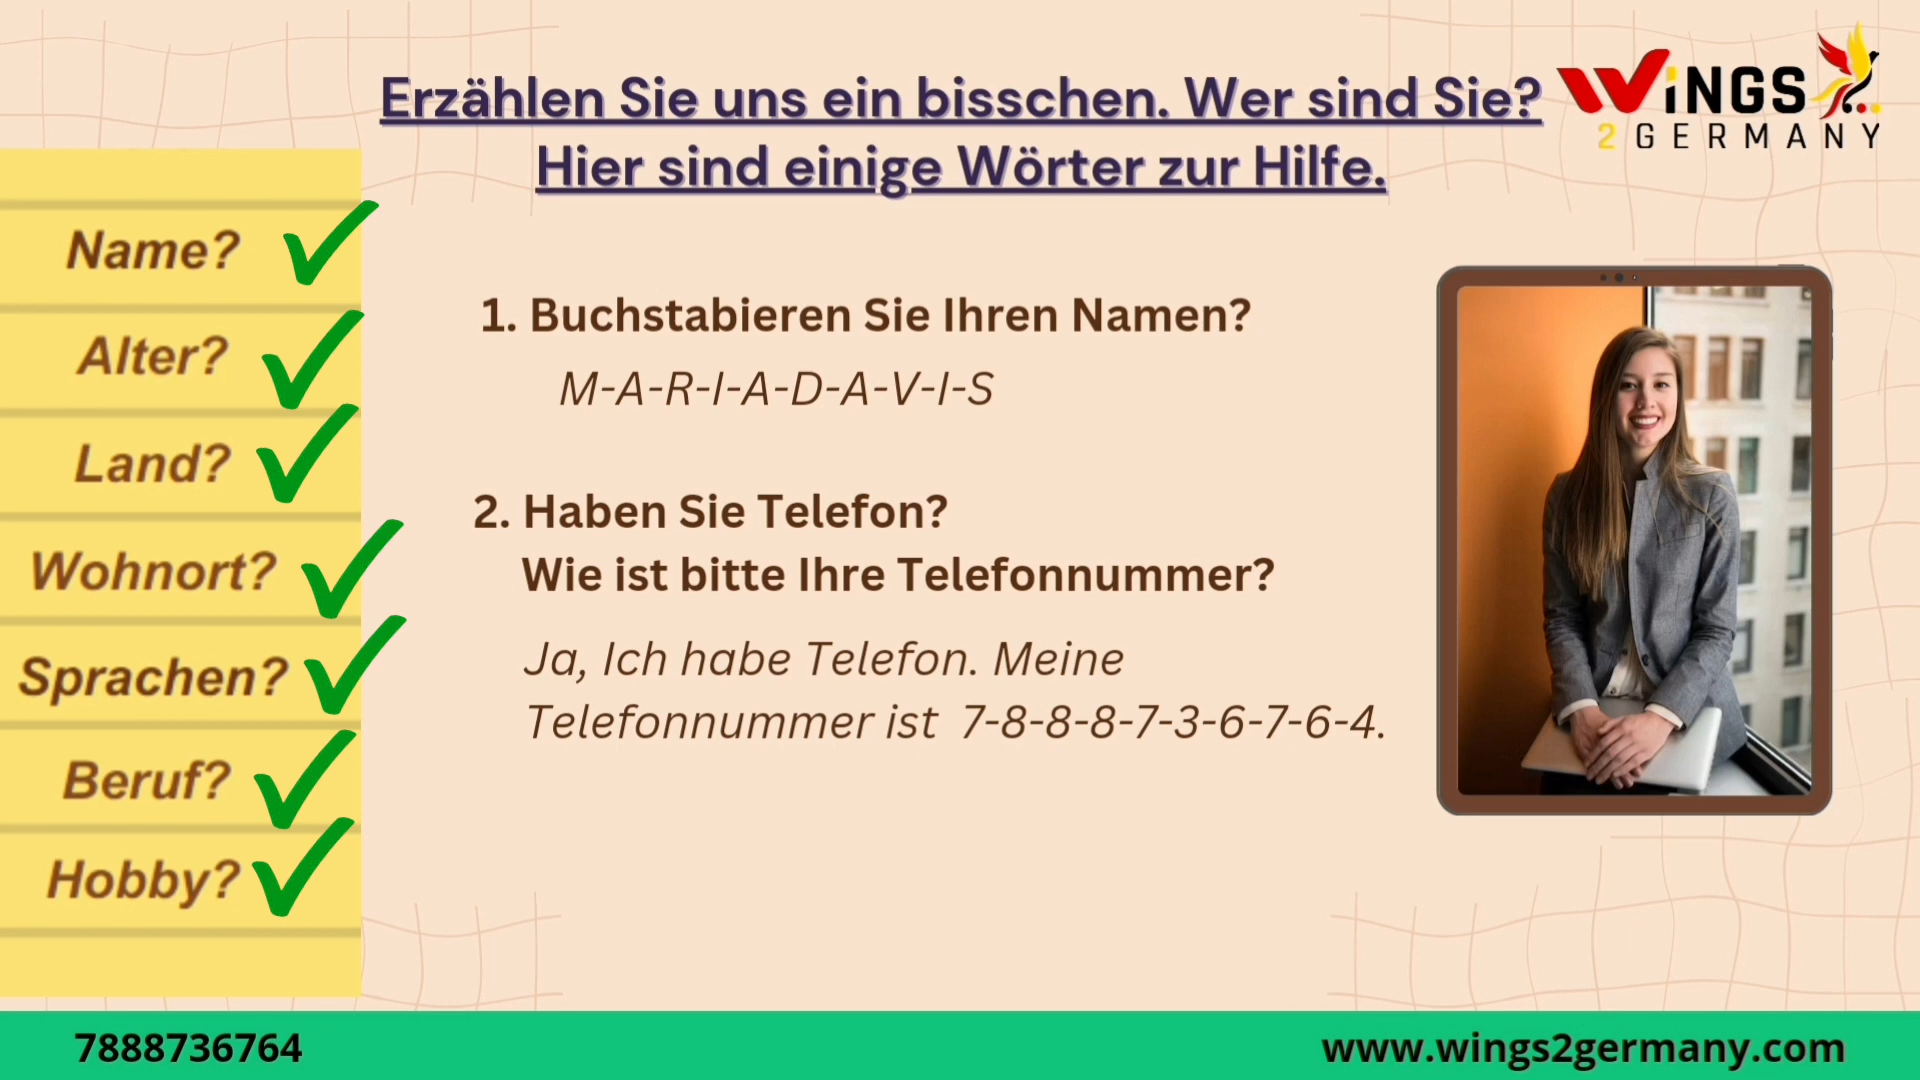 Erzählen Sie uns ein bisschen. Wer sind Sie?
Hier sind einige Wörter zur Hilfe.
WiNGS
2 GERMANY
Name?
Alter?
Land?
Wohnort?
Sprachen?
Beruf?
Hobby?
1. Buchstabieren Sie Ihren Namen?
M-A-R-I-A-D-A-V-I-S
2. Haben Sie Telefon?
Wie ist bitte Ihre Telefonnummer?
Ja, Ich habe Telefon. Meine
Telefonnummer ist 7-8-8-8-7-3-6-7-6-4.
7888736764
www.wings2germany.com